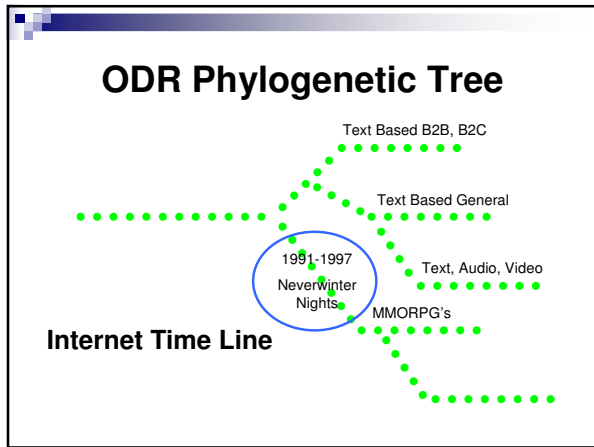 ODR Phylogenetic Tree
Text Based B2B, B2C
Text Based General
1991-1997
Neverwinter
Nights
Text, Audio, Video
MMORPG's
Internet Time Line